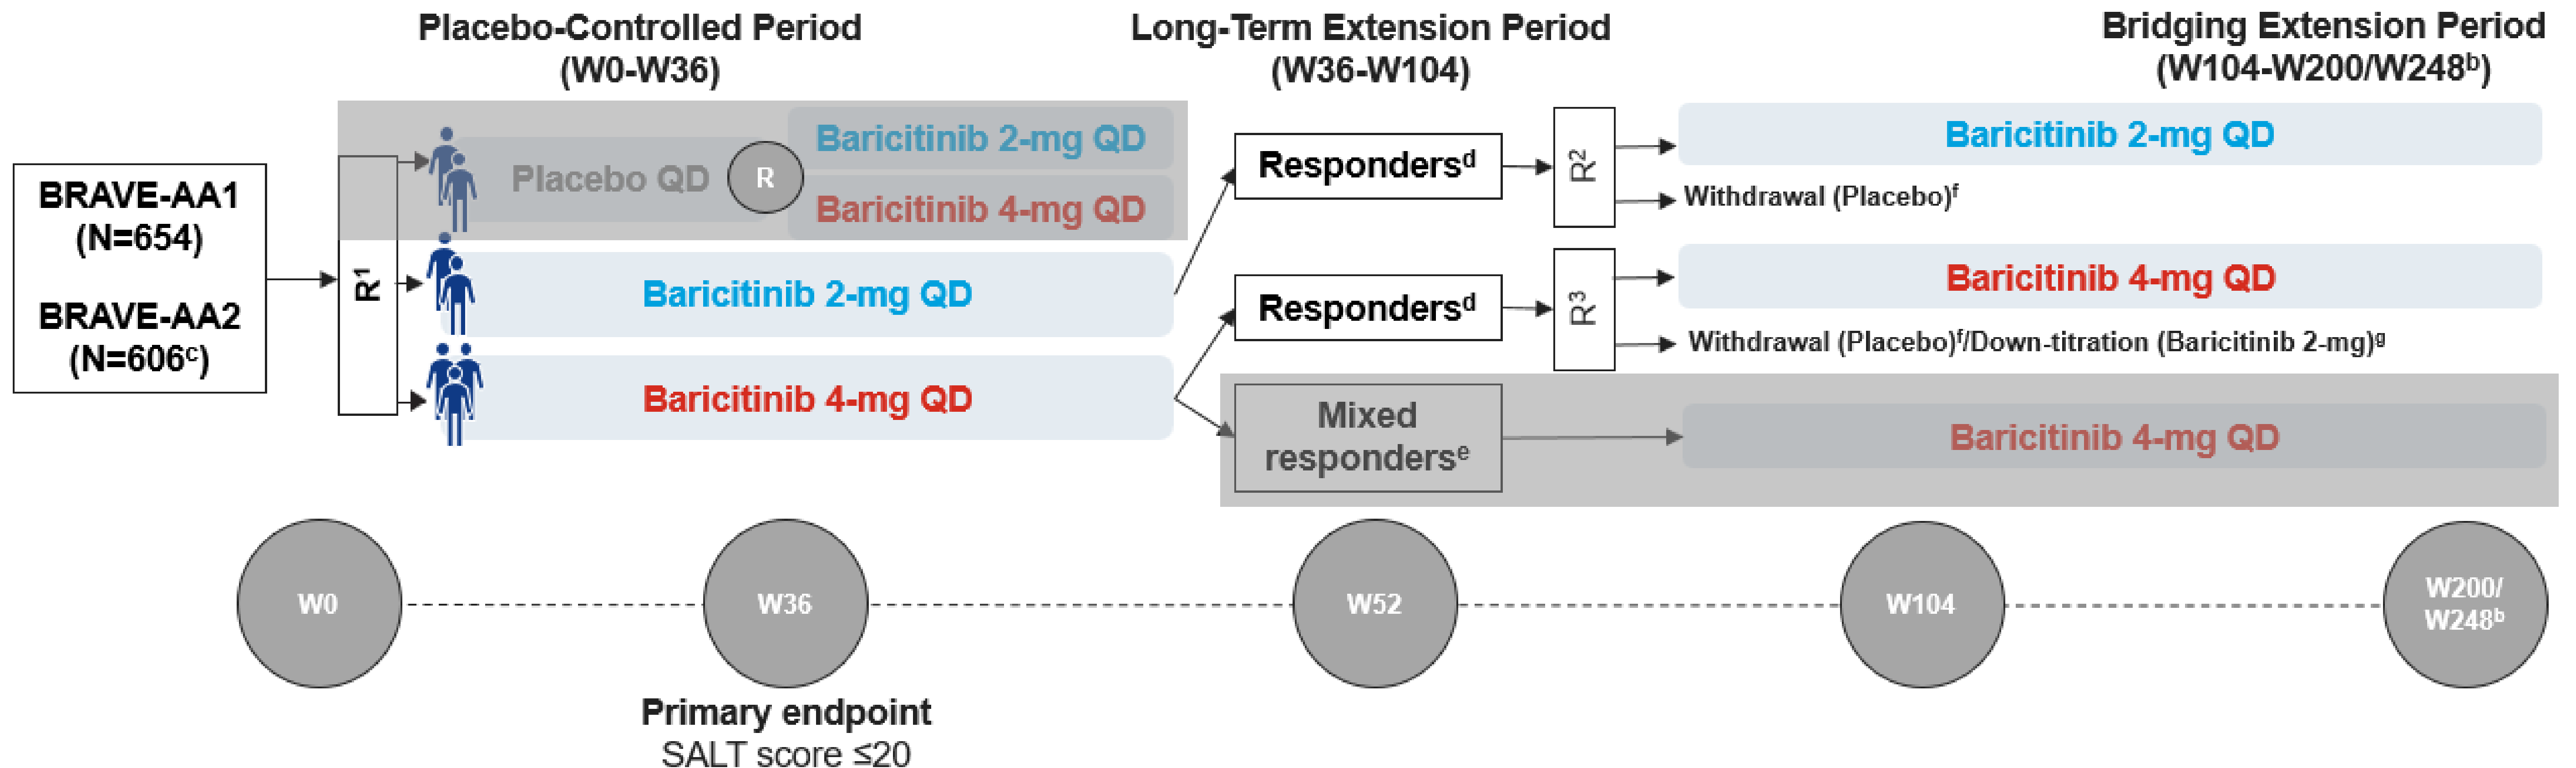 Placebo-Controlled Period
(W0-W36)
Long-Term Extension Period
(W36-W104)
Bridging Extension Period
(W104-W200/W248ᵇ)
BRAVE-AA1
(N=654)
BRAVE-AA2
(N=606ᶜ)
R¹
Placebo QD
R
Baricitinib 2-mg QD
Baricitinib 4-mg QD
Baricitinib 2-mg QD
Baricitinib 4-mg QD
Respondersᵈ
R²
Baricitinib 2-mg QD
Withdrawal (Placebo)ᶠ
Respondersᵈ
R³
Baricitinib 4-mg QD
Withdrawal (Placebo)ᶠ/Down-titration (Baricitinib 2-mg)ᵍ
Mixed
respondersᵉ
Baricitinib 4-mg QD
W0
W36
W52
W104
W200/
W248ᵇ
Primary endpoint
SALT score ≤20